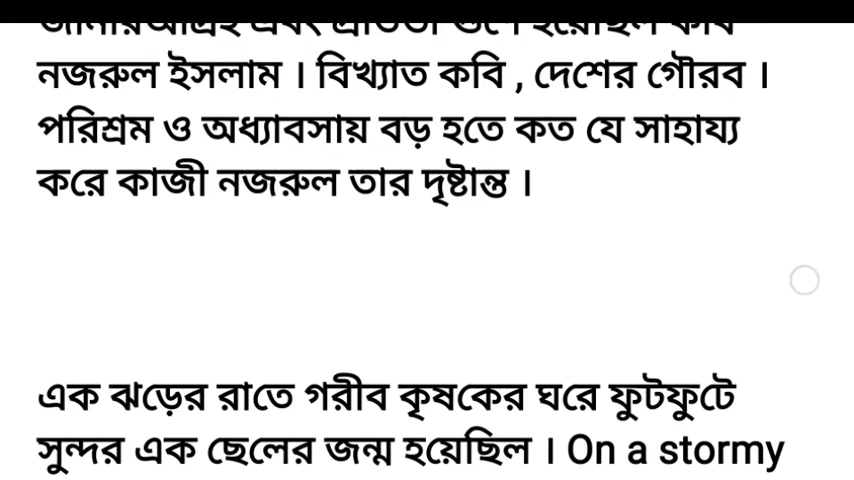 নজরুল ইসলাম । বিখ্যাত কবি , দেশের গৌরব ।
পরিশ্রম ও অধ্যাবসায় বড় হতে কত যে সাহায্য
করে কাজী নজরুল তার দৃষ্টান্ত ।
এক ঝড়ের রাতে গরীব কৃষকের ঘরে ফুটফুটে
সুন্দর এক ছেলের জন্ম হয়েছিল । On a stormy